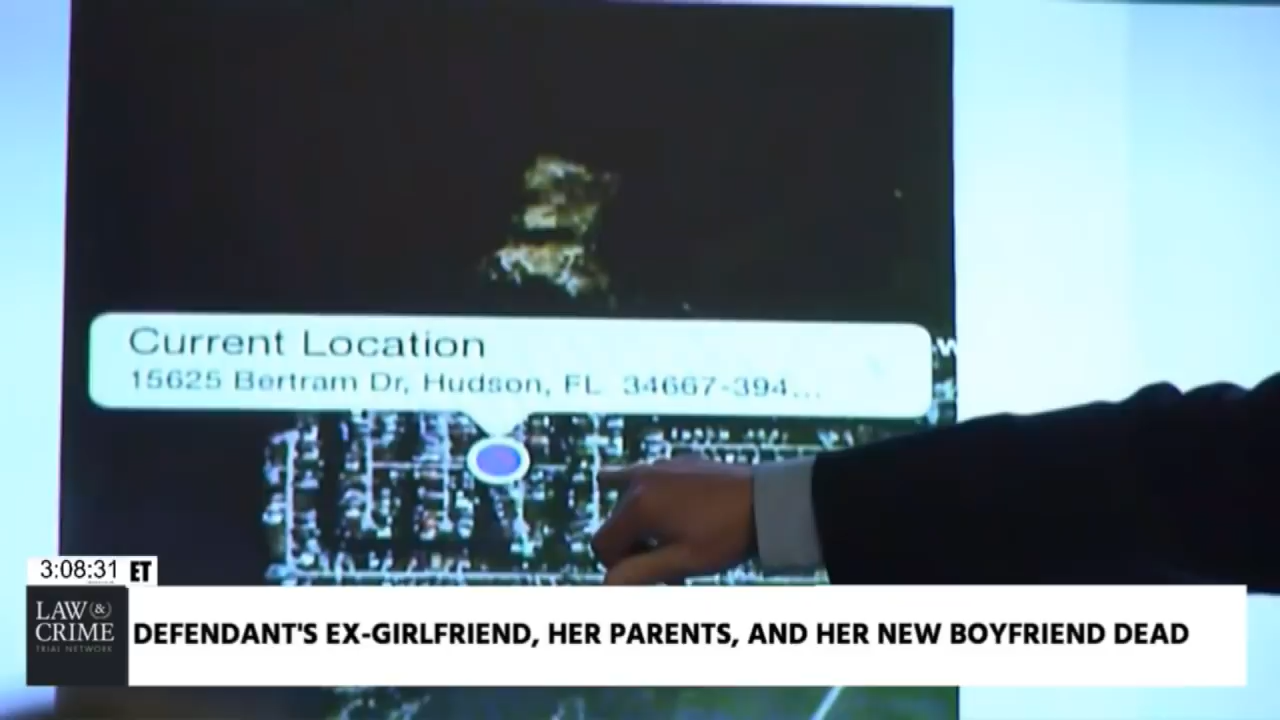 Current Location
15625 Bertram Dr, Hudson, FL 34667-394...
3:08:31 ET
LAW &
CRIME
TRIAL NETWORK
DEFENDANT'S EX-GIRLFRIEND, HER PARENTS, AND HER NEW BOYFRIEND DEAD